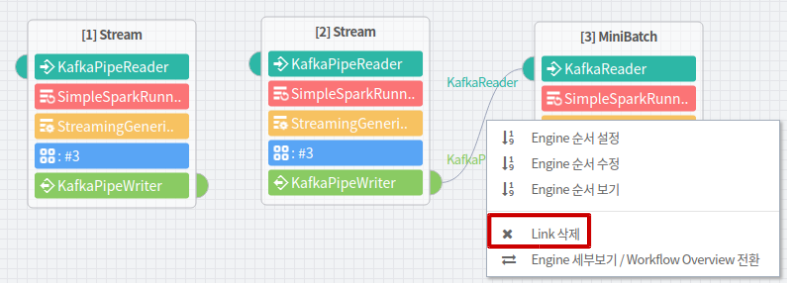 [1] Stream
KafkaPipeReader
SimpleSparkRunn..
StreamingGeneri..
: #3
KafkaPipeWriter
[2] Stream
KafkaPipeReader
SimpleSparkRunn..
StreamingGeneri..
: #3
KafkaPipeWriter
KafkaReader
KafkaP
[3] MiniBatch
KafkaReader
SimpleSparkRunn..
Engine 순서 설정
Engine 순서 수정
Engine 순서 보기
Link 삭제
Engine 세부보기 / Workflow Overview 전환